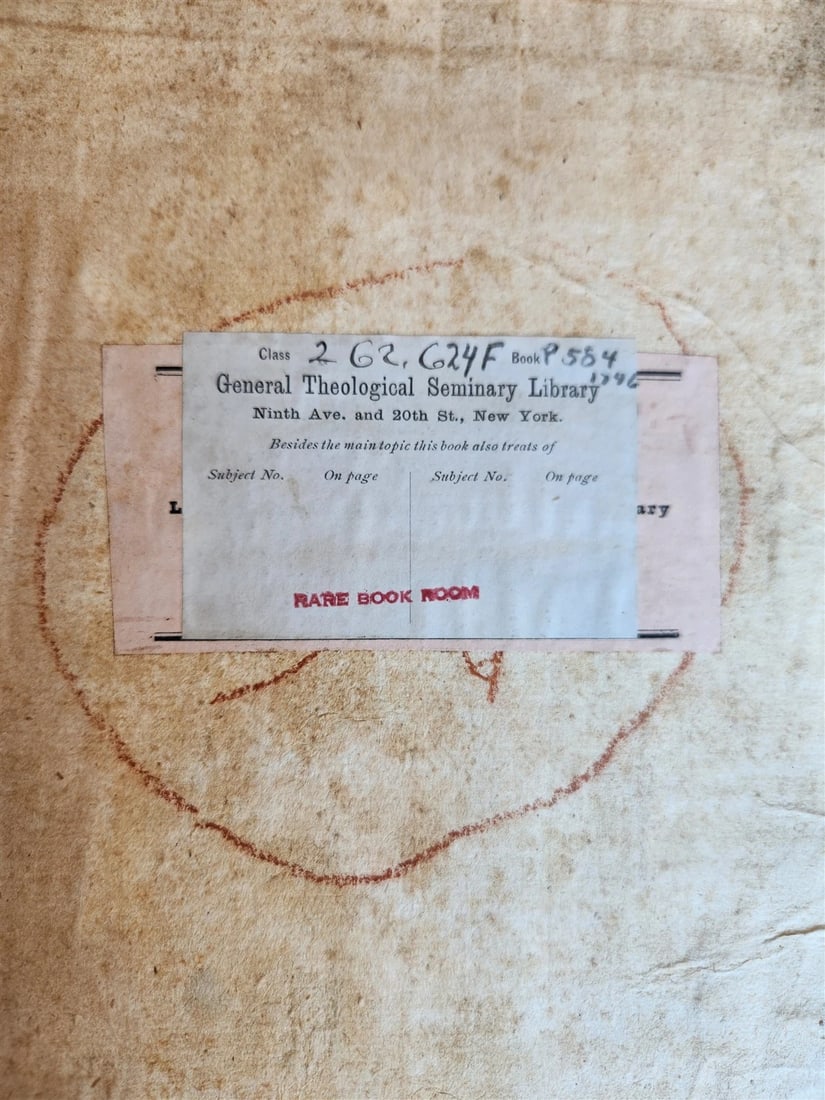 Class 262.624F Book P584
1746
General Theological Seminary Library
Ninth Ave. and 20th St., New York.
Besides the main topic this book also treats of
Subject No. On page Subject No. On page
L ary
RARE BOOK ROOM